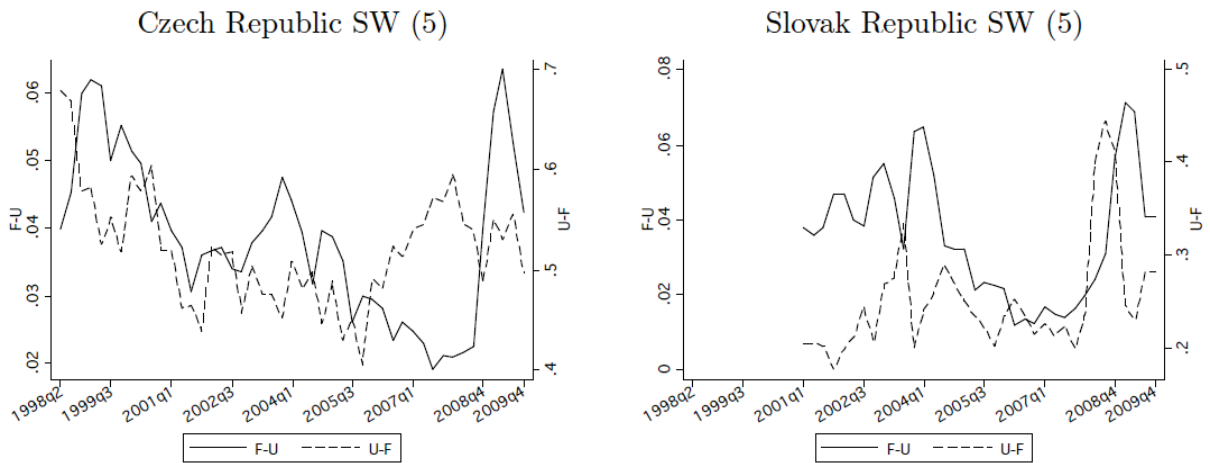 Czech Republic SW (5)
.06
.05
.04
.03
.02
F-U
.7
.6
.5
.4
U-F
1998q2
1999q3
2001q1
2002q3
2004q1
2005q3
2007q1
2008q4
2009q4
F-U
U-F
Slovak Republic SW (5)
.08
.06
.04
.02
0
F-U
.5
.4
.3
.2
U-F
1998q2
1999q3
2001q1
2002q3
2004q1
2005q3
2007q1
2008q4
2009q4
F-U
U-F